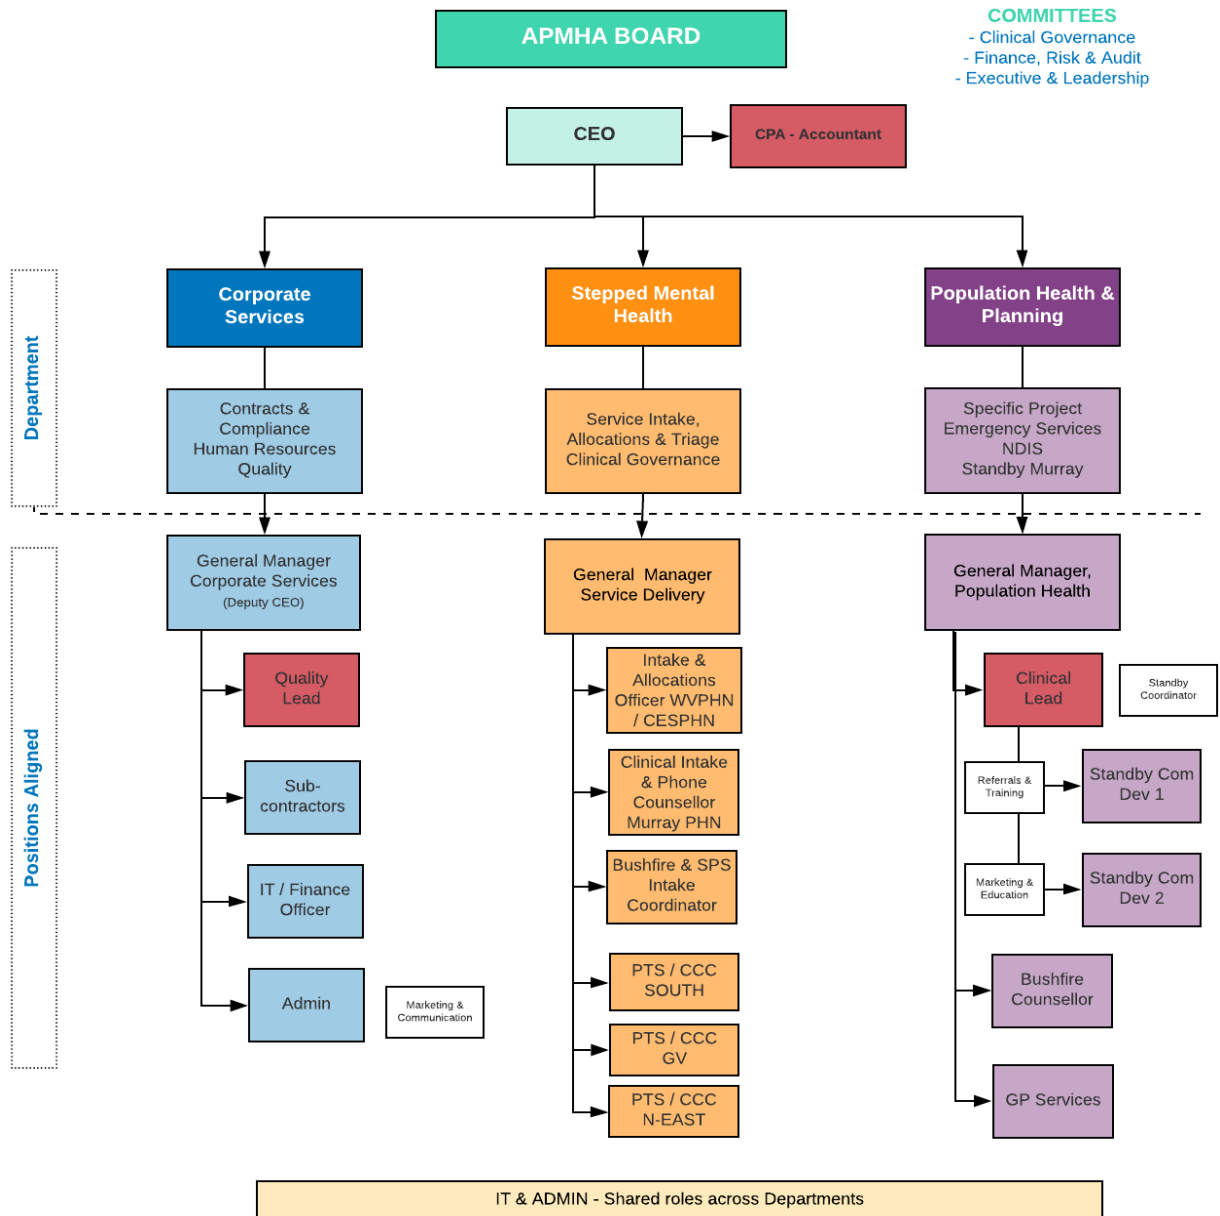 APMHA BOARD
COMMITTEES
- Clinical Governance
- Finance, Risk & Audit
- Executive & Leadership
CEO
CPA - Accountant
Department
Corporate
Services
Stepped Mental
Health
Population Health &
Planning
Contracts &
Compliance
Human Resources
Quality
Service Intake,
Allocations & Triage
Clinical Governance
Specific Project
Emergency Services
NDIS
Standby Murray
Positions Aligned
General Manager
Corporate Services
(Deputy CEO)
Quality
Lead
Sub-
contractors
IT / Finance
Officer
Admin
Marketing &
Communication
General Manager
Service Delivery
Intake &
Allocations
Officer WVPHN
/ CESPHN
Clinical Intake
& Phone
Counsellor
Murray PHN
Bushfire & SPS
Intake
Coordinator
PTS / CCC
SOUTH
PTS / CCC
GV
PTS / CCC
N-EAST
General Manager,
Population Health
Clinical
Lead
Standby
Coordinator
Referrals &
Training
Standby Com
Dev 1
Marketing &
Education
Standby Com
Dev 2
Bushfire
Counsellor
GP Services
IT & ADMIN - Shared roles across Departments